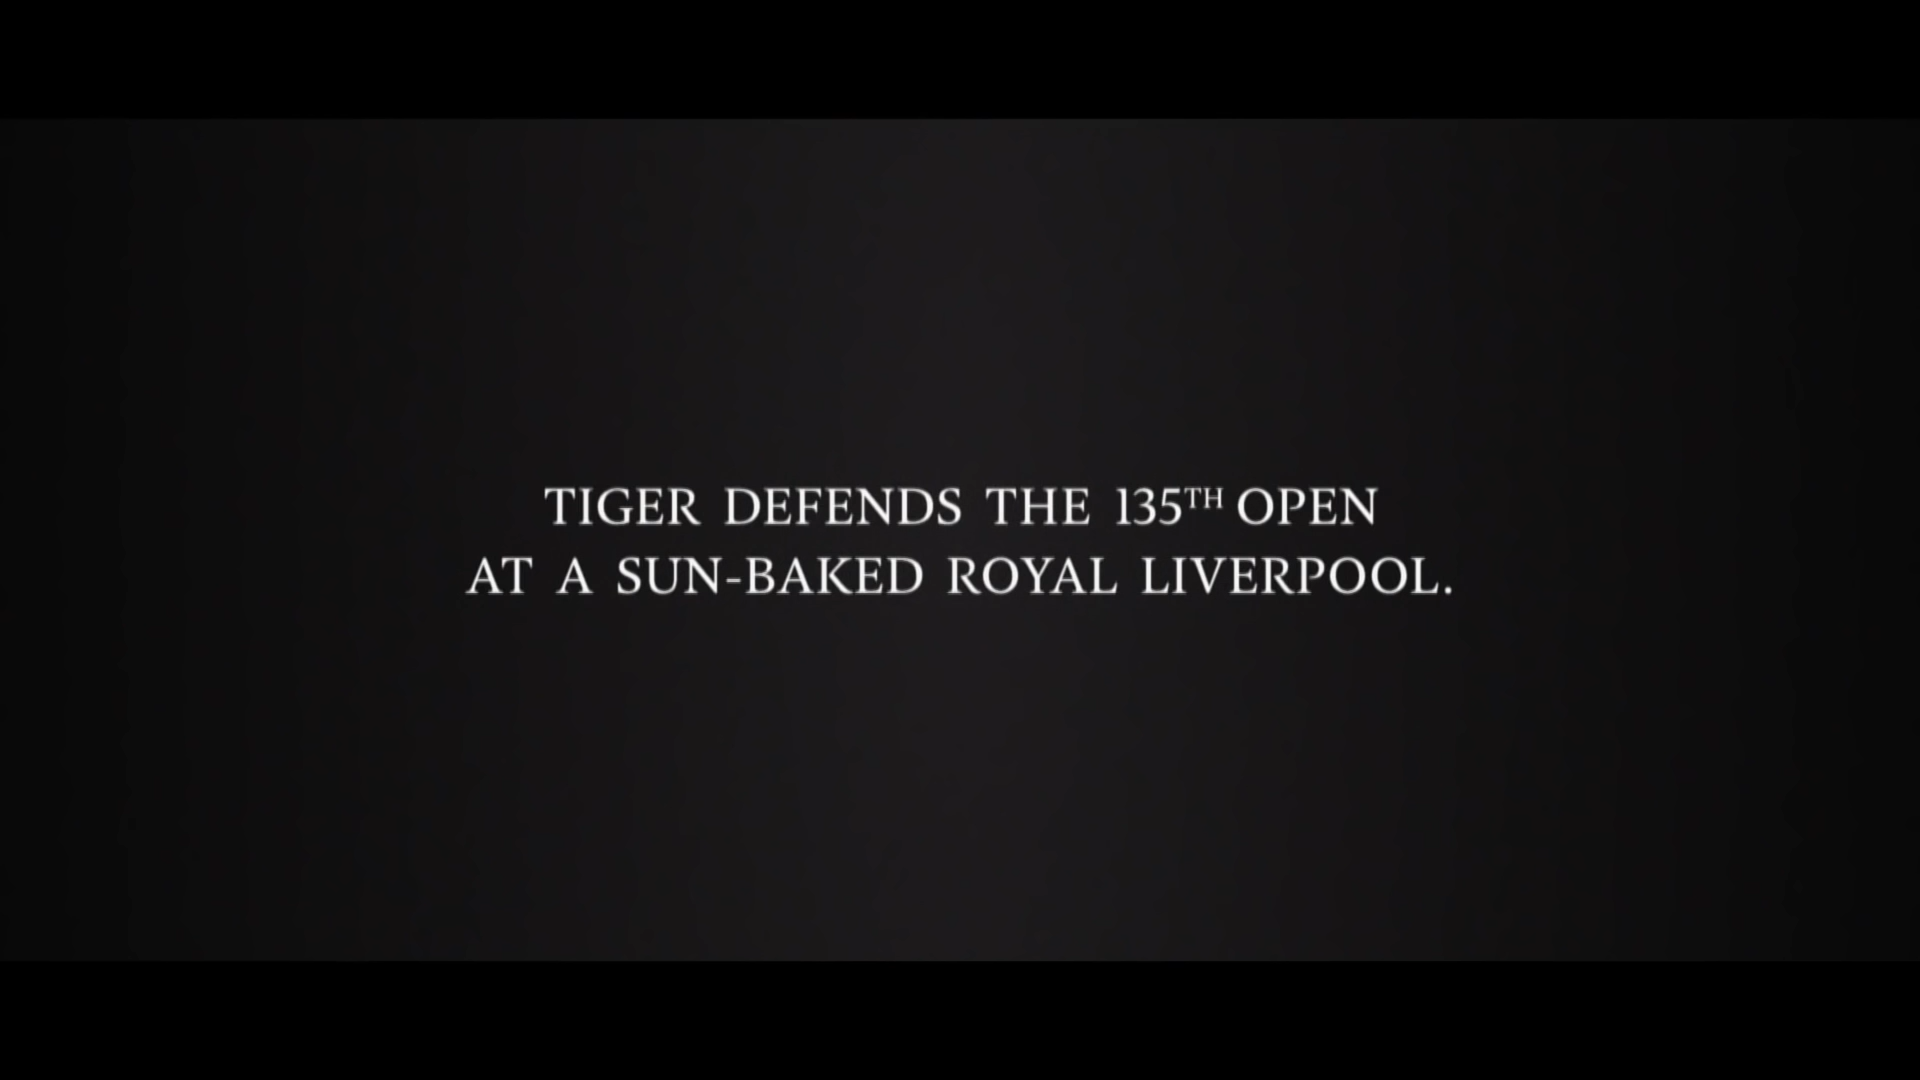 TIGER DEFENDS THE 135TH OPEN
AT A SUN-BAKED ROYAL LIVERPOOL.